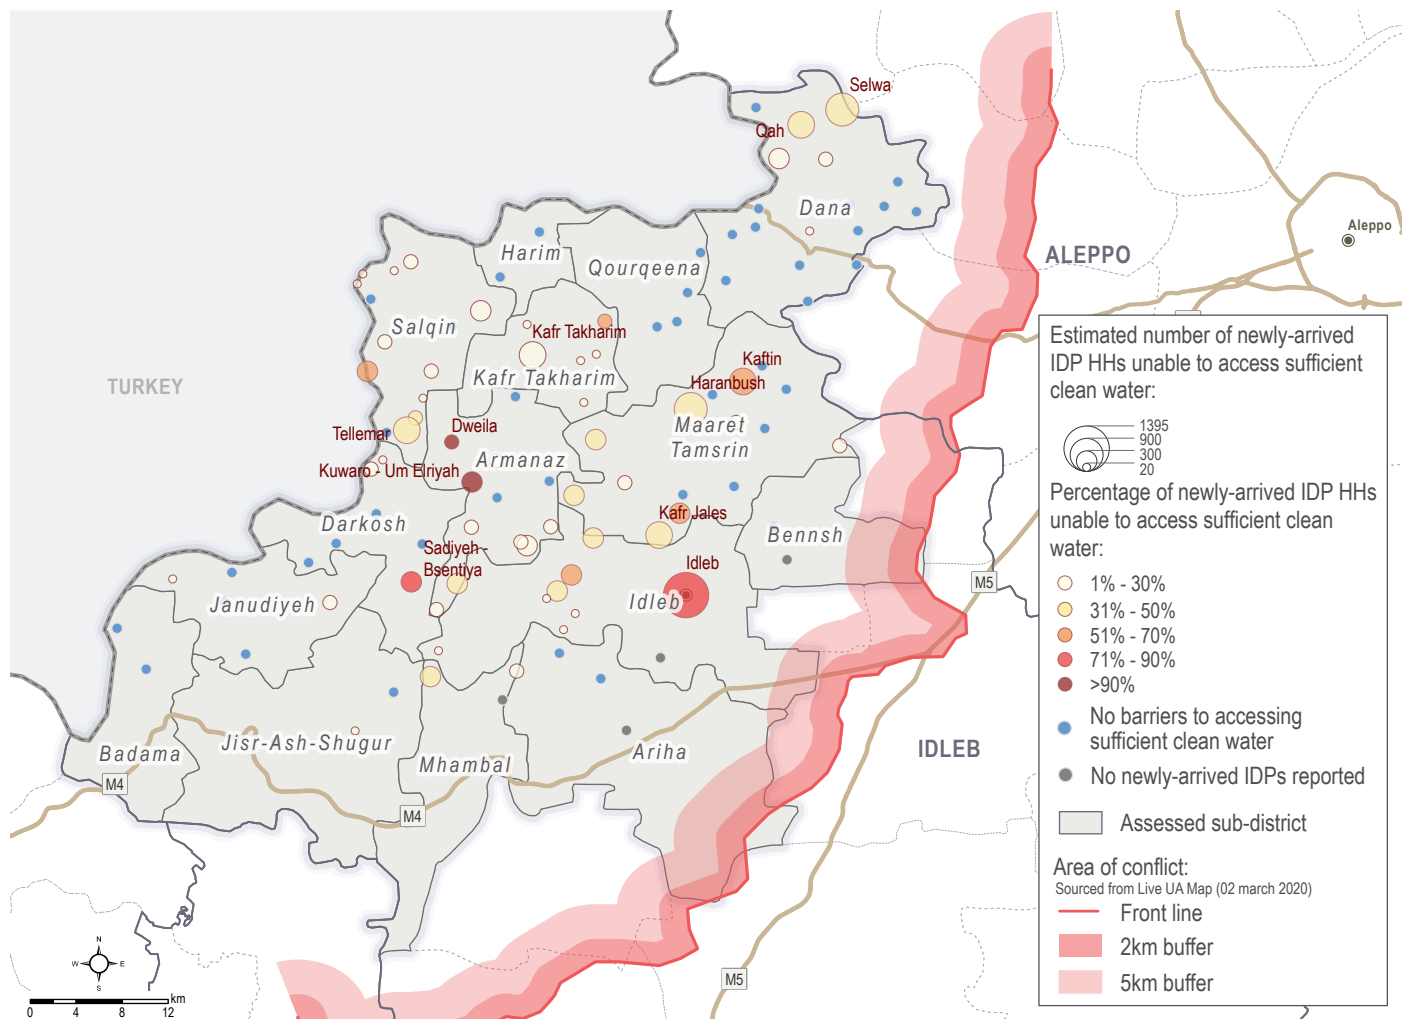 Selwa
Qah
Dana
Aleppo
ALEPPO
Harim
Qourqeena
Salqin
Kafr Takharim
Kafr Takharim
Kaftin
Haranbush
TURKEY
Maaret
Tamsrin
Tellemar
Dweila
Armanaz
Kuwaro - Um Elriyah
Darkosh
Kafr Jales
Bennsh
Sadiyeh -
Bsentiya
Idleb
Idleb
Janudiyeh
M5
Jisr-Ash-Shugur
Badama
Mhambal
Ariha
IDLEB
M4
M4
M5
N
W
E
S
km
0
4
8
12
Estimated number of newly-arrived
IDP HHs unable to access sufficient
clean water:
1395
900
300
20
Percentage of newly-arrived IDP HHs
unable to access sufficient clean
water:
1% - 30%
31% - 50%
51% - 70%
71% - 90%
>90%
No barriers to accessing
sufficient clean water
No newly-arrived IDPs reported
Assessed sub-district
Area of conflict:
Sourced from Live UA Map (02 march 2020)
Front line
2km buffer
5km buffer